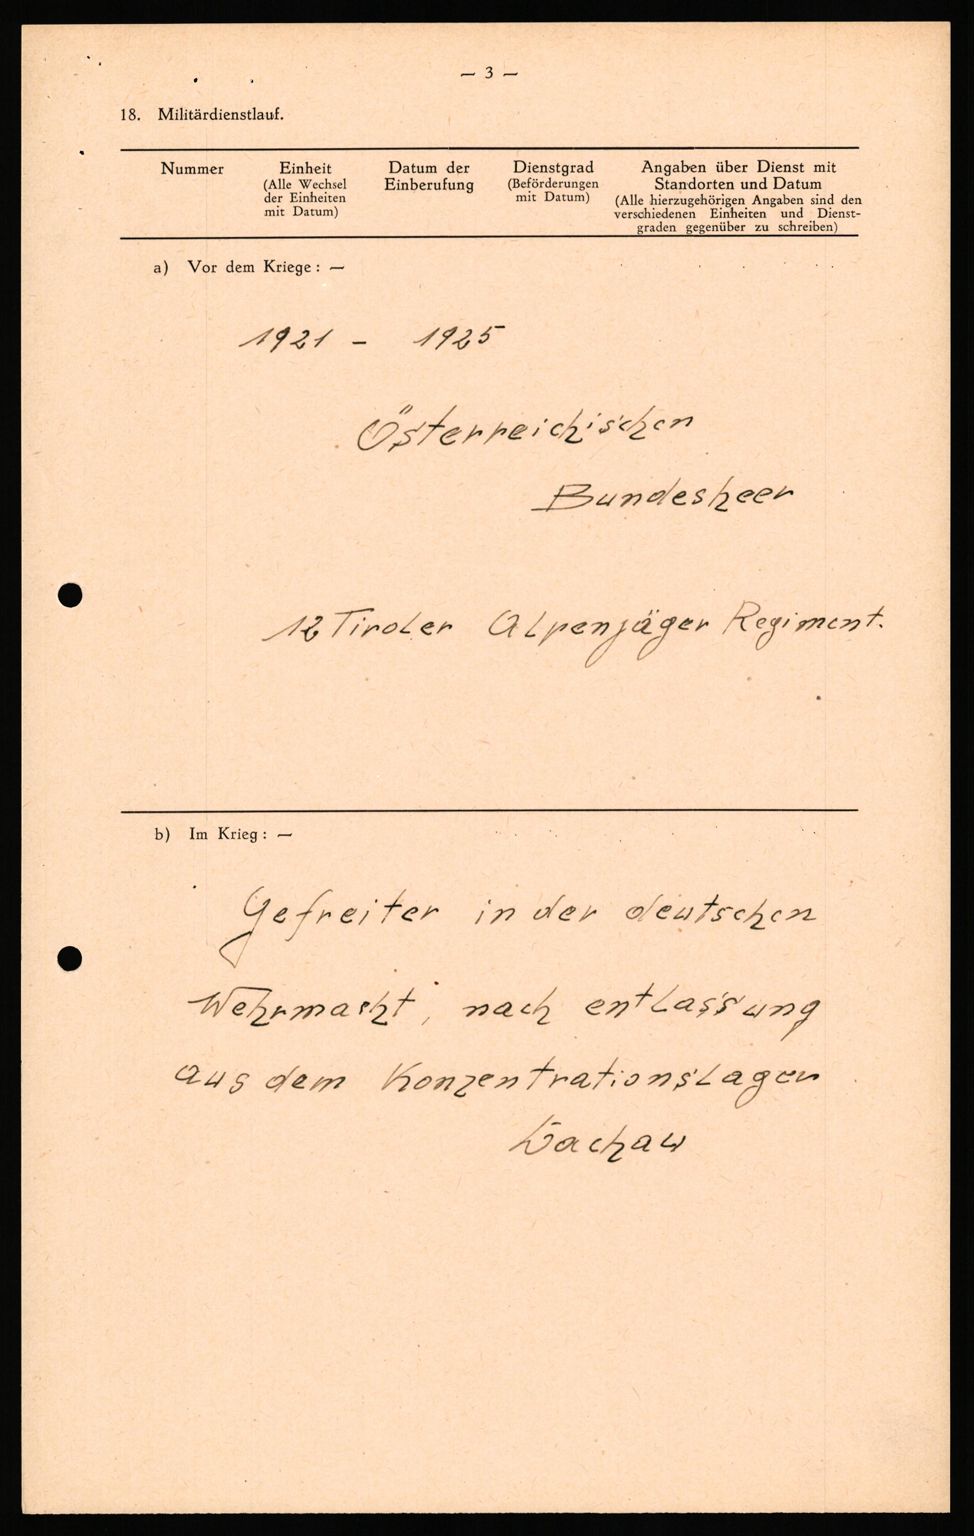 — 3 —
18. Militärdienstlauf.
Nummer
Einheit
(Alle Wechsel
der Einheiten
mit Datum)
Datum der
Einberufung
Dienstgrad
(Beförderungen
mit Datum)
Angaben über Dienst mit
Standorten und Datum
(Alle hierzugehörigen Angaben sind den
verschiedenen Einheiten und Dienst-
graden gegenüber zu schreiben)
a) Vor dem Kriege : —
1921 - 1925
Österreichischen
Bundesheer
12 Tiroler Alpenjäger Regiment.
b) Im Krieg : —
Gefreiter in der deutschen
Wehrmacht, nach entlassung
aus dem Konzentrationslager
Dachau